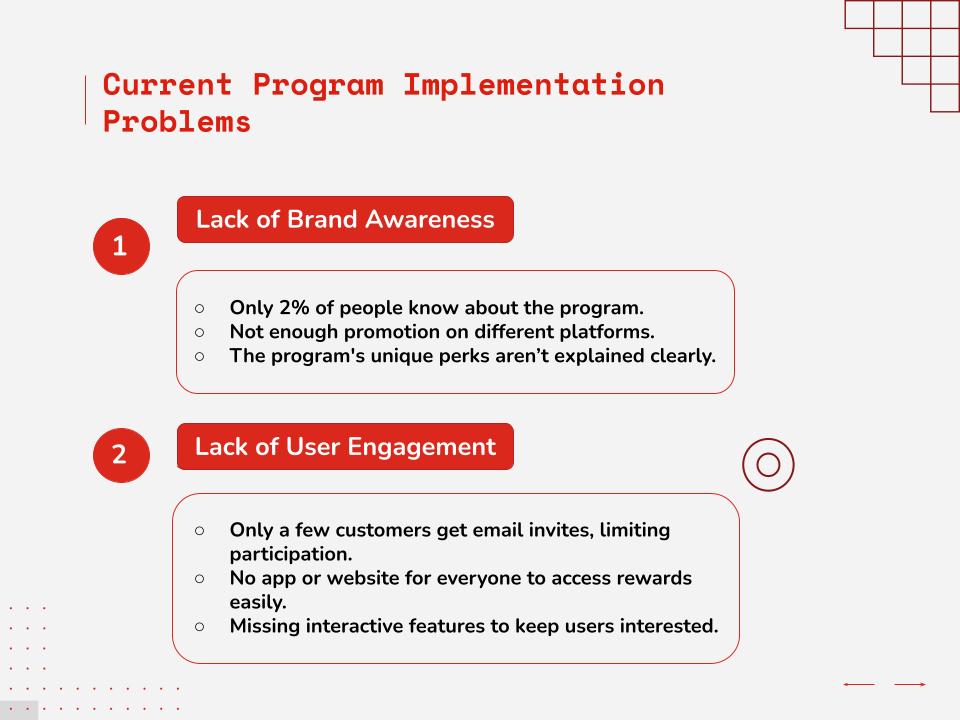 Current Program Implementation
Problems
Lack of Brand Awareness
1
○ Only 2% of people know about the program.
○ Not enough promotion on different platforms.
○ The program's unique perks aren’t explained clearly.
Lack of User Engagement
2
○ Only a few customers get email invites, limiting
participation.
○ No app or website for everyone to access rewards
easily.
○ Missing interactive features to keep users interested.